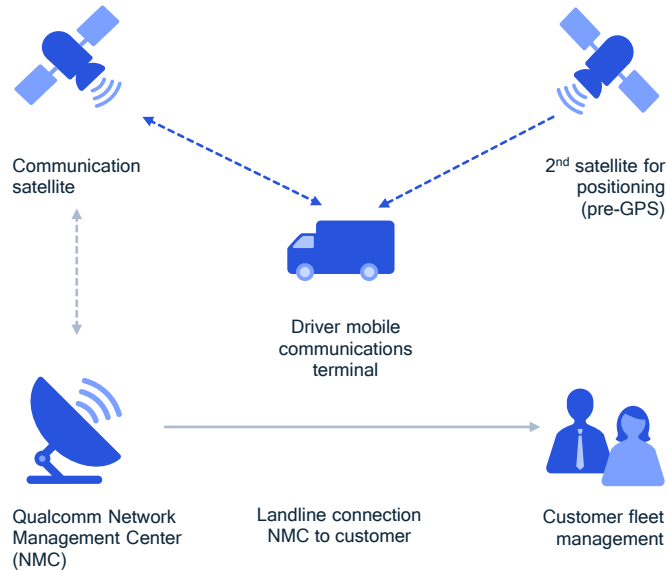 Communication
satellite
2nd satellite for
positioning
(pre-GPS)
Driver mobile
communications
terminal
Qualcomm Network
Management Center
(NMC)
Landline connection
NMC to customer
Customer fleet
management